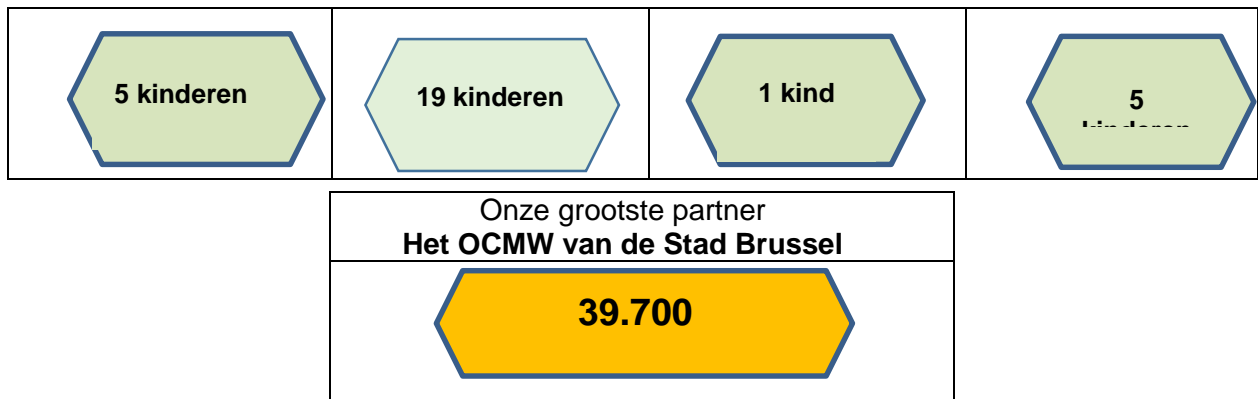 5 kinderen
19 kinderen
1 kind
5
Onze grootste partner
Het OCMW van de Stad Brussel
39.700